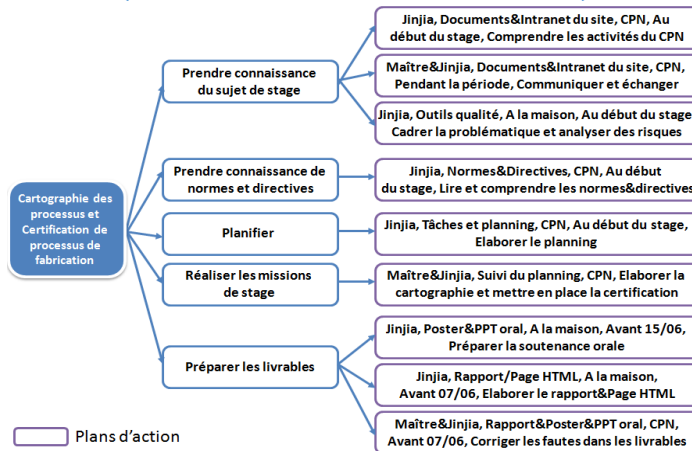 Jinjia, Documents&Intranet du site, CPN, Au
début du stage, Comprendre les activités du CPN
Prendre connaissance
du sujet de stage
Maître&Jinjia, Documents&Intranet du site, CPN,
Pendant la période, Communiquer et échanger
Jinjia, Outils qualité, A la maison, Au début du stage
Cadrer la problématique et analyser des risques
Cartographie des
processus et
Certification de
processus de
fabrication
Prendre connaissance de
normes et directives
Jinjia, Normes&Directives, CPN, Au début
du stage, Lire et comprendre les normes&directives
Planifier
Jinjia, Tâches et planning, CPN, Au début du stage,
Elaborer le planning
Réaliser les missions
de stage
Maître&Jinjia, Suivi du planning, CPN, Elaborer la
cartographie et mettre en place la certification
Préparer les livrables
Jinjia, Poster&PPT oral, A la maison, Avant 15/06,
Préparer la soutenance orale
Jinjia, Rapport/Page HTML, A la maison,
Avant 07/06, Elaborer le rapport&Page HTML
Maître&Jinjia, Rapport&Poster&PPT oral, CPN,
Avant 07/06, Corriger les fautes dans les livrables
Plans d'action